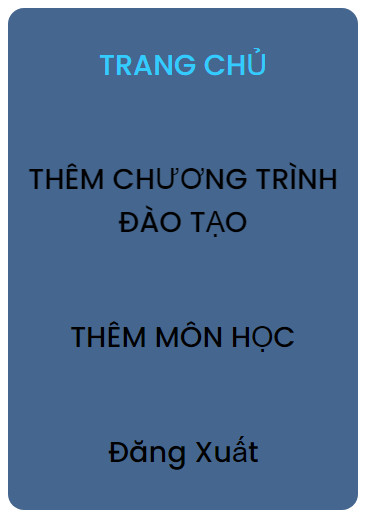 TRANG CHỦ
THÊM CHƯƠNG TRÌNH
ĐÀO TẠO
THÊM MÔN HỌC
Đăng Xuất